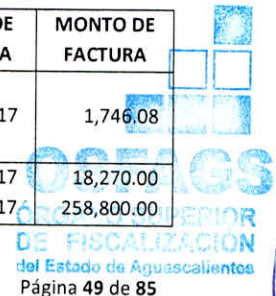 DE MONTO DE
A FACTURA
17 1,746.08
17 18,270.00
17 258,800.00
OSFAGS
ÓRGANO SUPERIOR
DE FISCALIZACIÓN
del Estado de Aguascalientes
Página 49 de 85